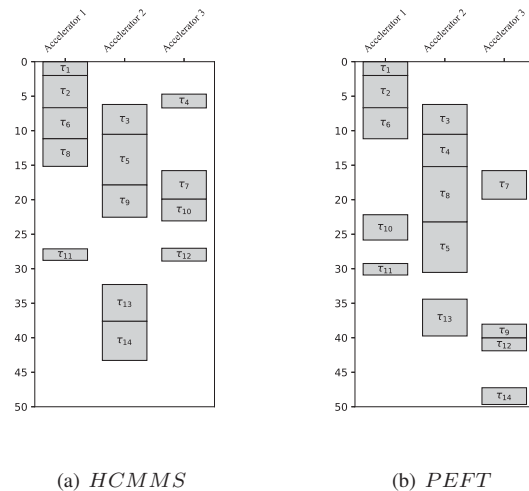 Accelerator 1
Accelerator 2
Accelerator 3
0
5
10
15
20
25
30
35
40
45
50
τ1
τ2
τ6
τ8
τ11
τ3
τ5
τ9
τ13
τ14
τ4
τ7
τ10
τ12
(a) HCMMS
Accelerator 1
Accelerator 2
Accelerator 3
0
5
10
15
20
25
30
35
40
45
50
τ1
τ2
τ6
τ10
τ11
τ3
τ4
τ8
τ5
τ13
τ7
τ9
τ12
τ14
(b) PEFT